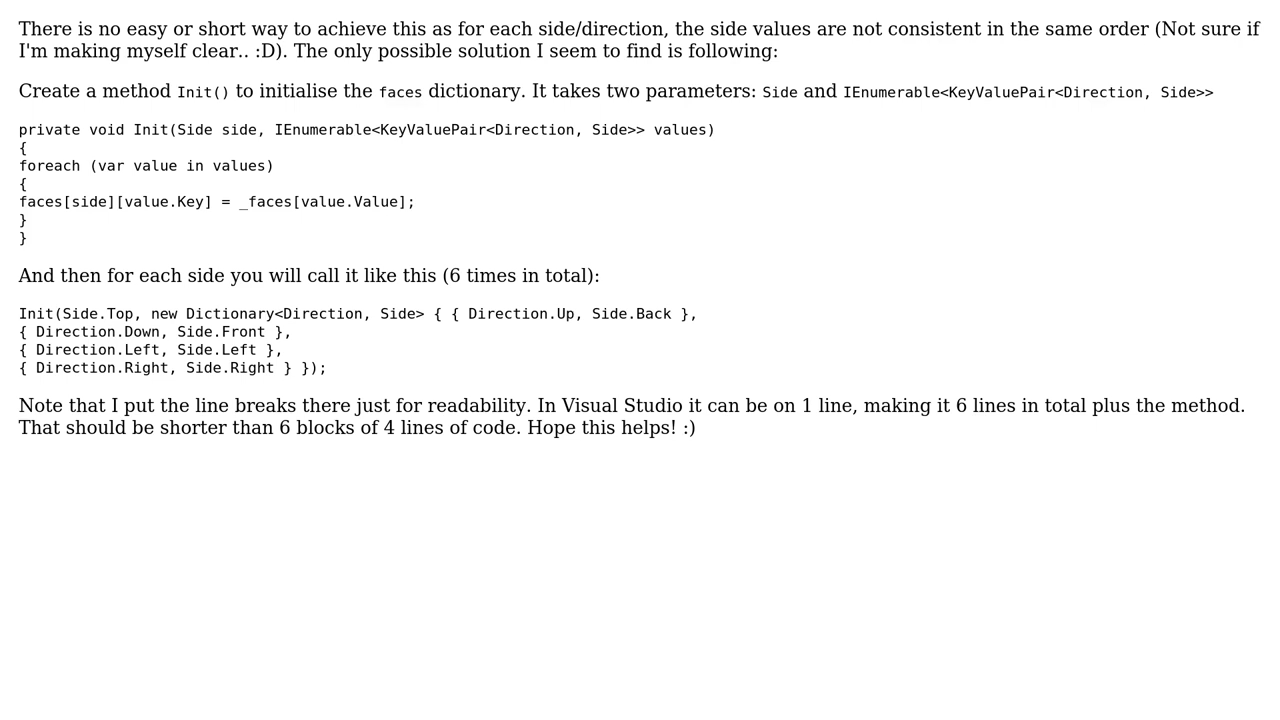 There is no easy or short way to achieve this as for each side/direction, the side values are not consistent in the same order (Not sure if
I'm making myself clear.. :D). The only possible solution I seem to find is following:
Create a method Init() to initialise the faces dictionary. It takes two parameters: Side and IEnumerable<KeyValuePair<Direction, Side>>
private void Init(Side side, IEnumerable<KeyValuePair<Direction, Side>> values)
{
foreach (var value in values)
{
faces[side][value.Key] = _faces[value.Value];
}
}
And then for each side you will call it like this (6 times in total):
Init(Side.Top, new Dictionary<Direction, Side> { { Direction.Up, Side.Back },
{ Direction.Down, Side.Front },
{ Direction.Left, Side.Left },
{ Direction.Right, Side.Right } });
Note that I put the line breaks there just for readability. In Visual Studio it can be on 1 line, making it 6 lines in total plus the method.
That should be shorter than 6 blocks of 4 lines of code. Hope this helps! :)